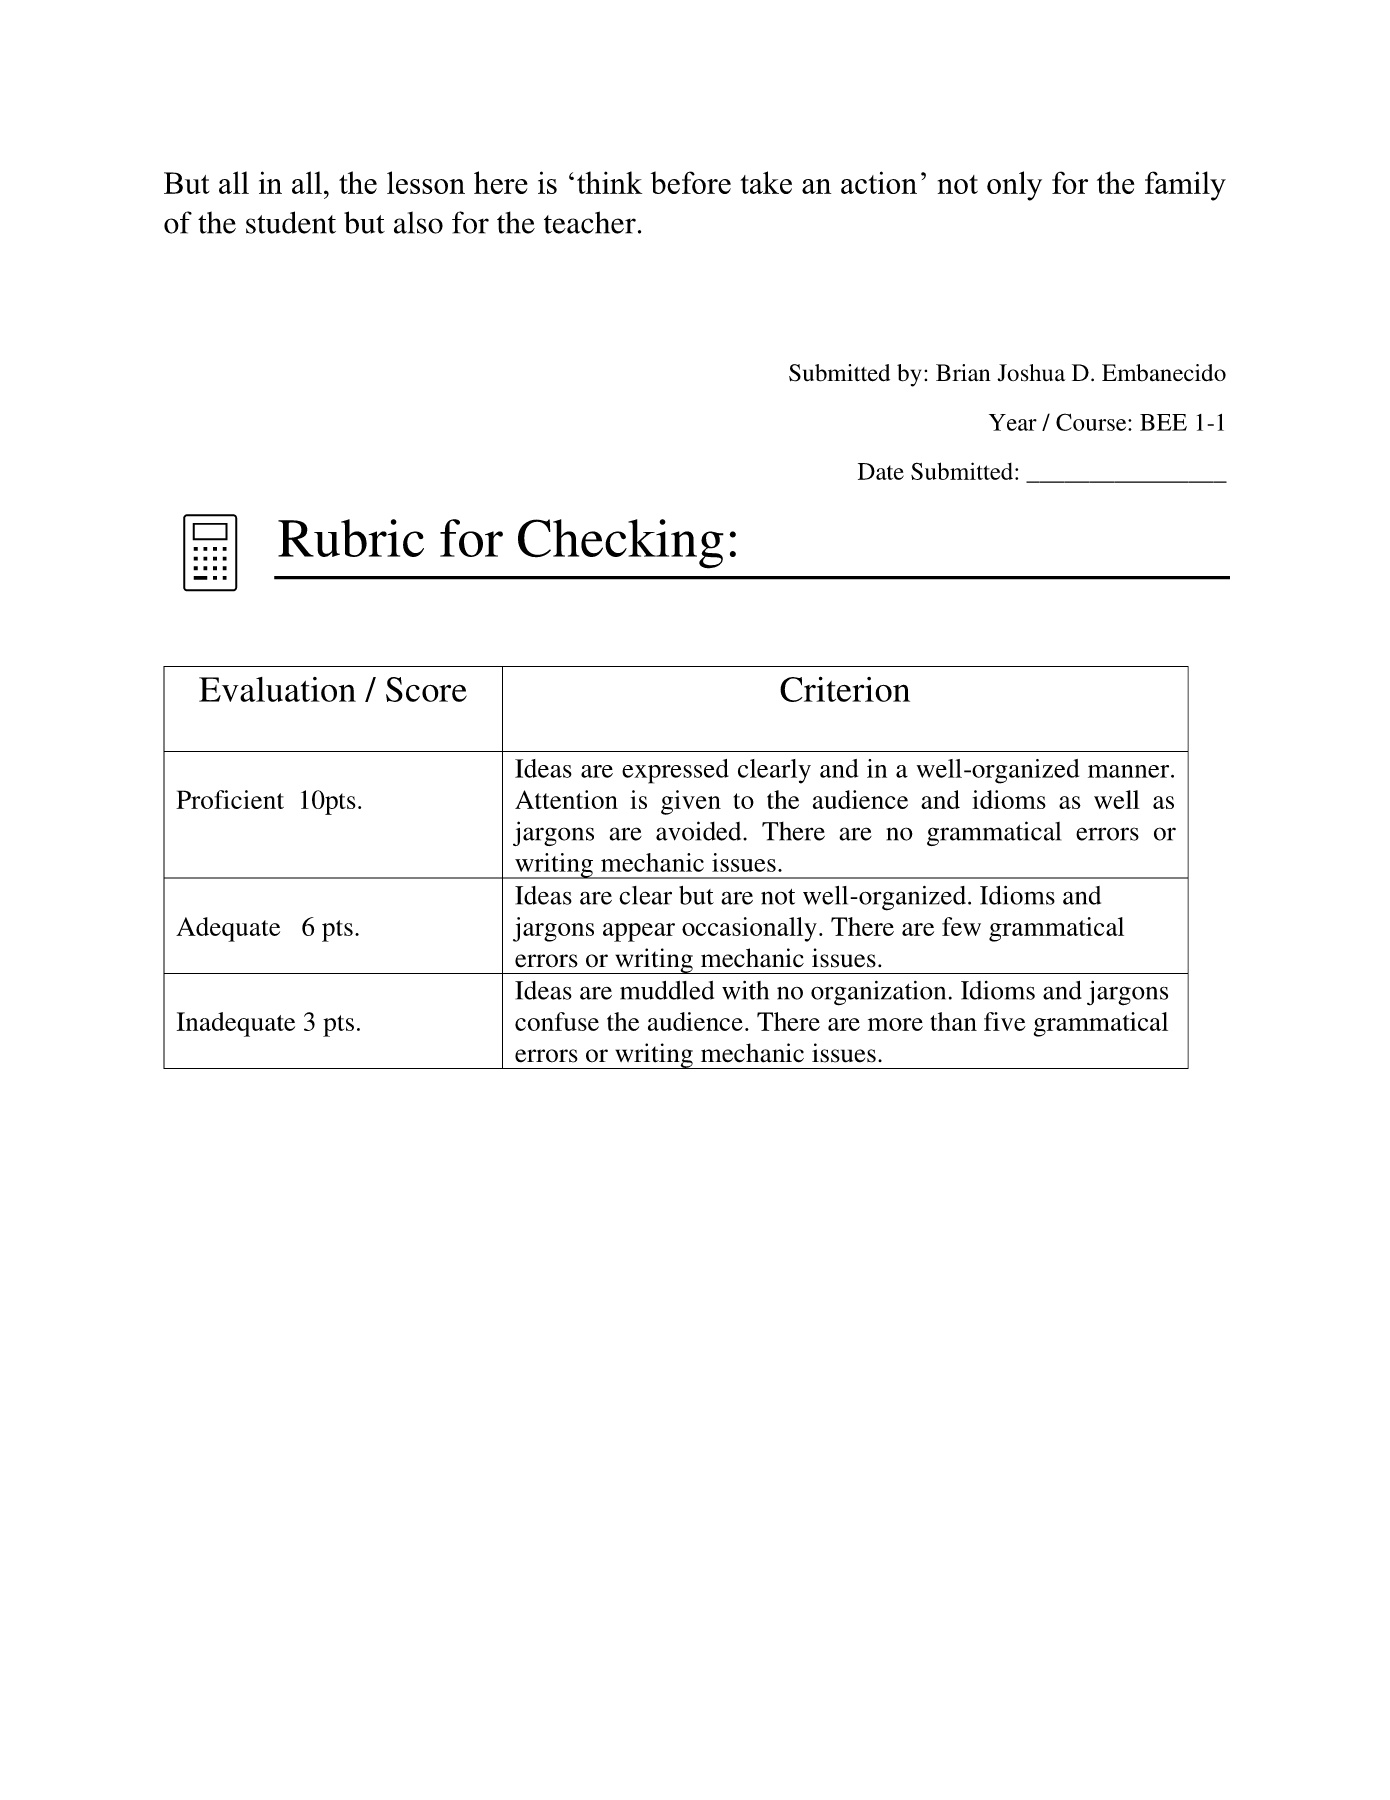 But all in all, the lesson here is ‘think before take an action’ not only for the family
of the student but also for the teacher.
Submitted by: Brian Joshua D. Embanecido
Year / Course: BEE 1-1
Date Submitted: ________________
Rubric for Checking:
Evaluation / Score
Criterion
Proficient  10pts.
Ideas are expressed clearly and in a well-organized manner.
Attention is given to the audience and idioms as well as
jargons are avoided. There are no grammatical errors or
writing mechanic issues.
Adequate   6 pts.
Ideas are clear but are not well-organized. Idioms and
jargons appear occasionally. There are few grammatical
errors or writing mechanic issues.
Inadequate 3 pts.
Ideas are muddled with no organization. Idioms and jargons
confuse the audience. There are more than five grammatical
errors or writing mechanic issues.